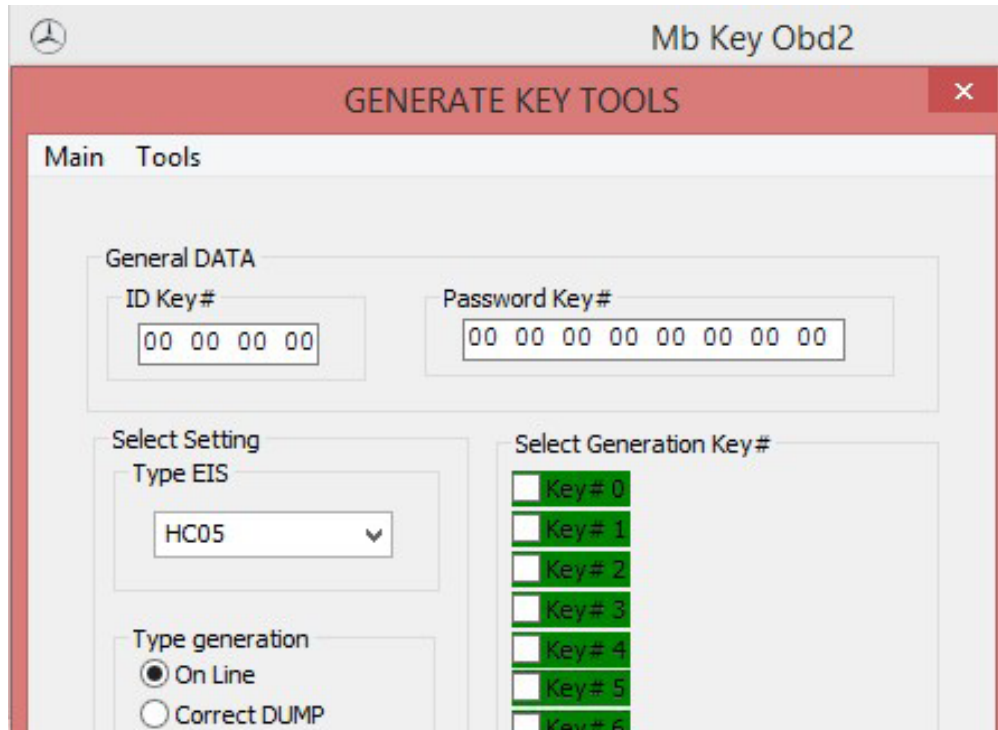 Mb Key Obd2
GENERATE KEY TOOLS
Main Tools
General DATA
ID Key#
00 00 00 00
Password Key#
00 00 00 00 00 00 00 00
Select Setting
Type EIS
HC05
Type generation
On Line
Correct DUMP
Select Generation Key#
Key# 0
Key# 1
Key# 2
Key# 3
Key# 4
Key# 5
Key# 6